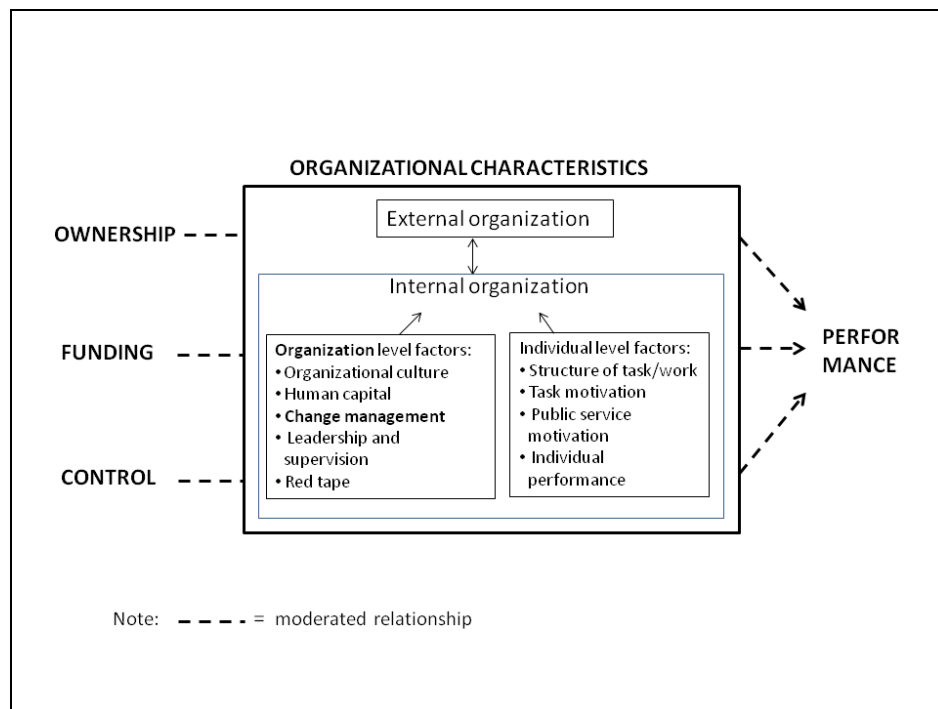 ORGANIZATIONAL CHARACTERISTICS
External organization
OWNERSHIP
Internal organization
FUNDING
Organization level factors:
• Organizational culture
• Human capital
• Change management
• Leadership and
supervision
• Red tape
Individual level factors:
• Structure of task/work
• Task motivation
• Public service
motivation
• Individual
performance
PERFOR
MANCE
CONTROL
Note: – – – – – = moderated relationship